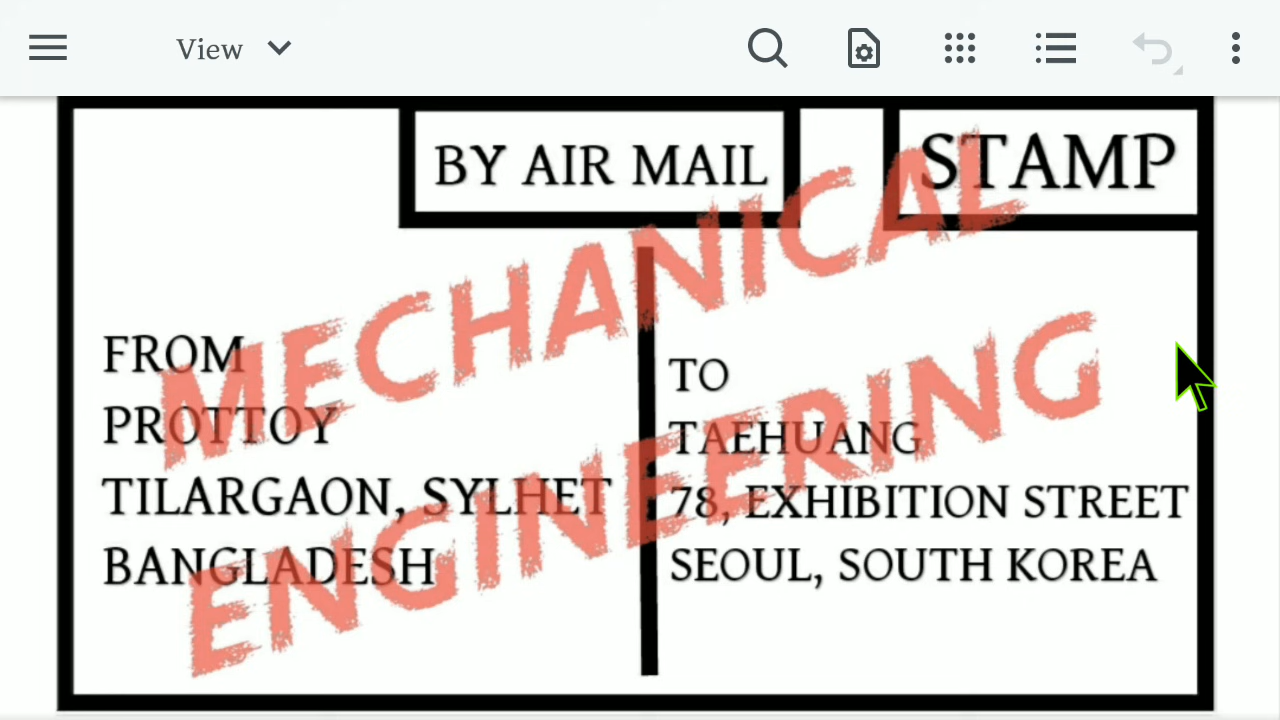 View
BY AIR MAIL
STAMP
MECHANICAL
ENGINEERING
FROM
PROTTOY
TILARGAON, SYLHET
BANGLADESH
TO
TAEHUANG
78, EXHIBITION STREET
SEOUL, SOUTH KOREA